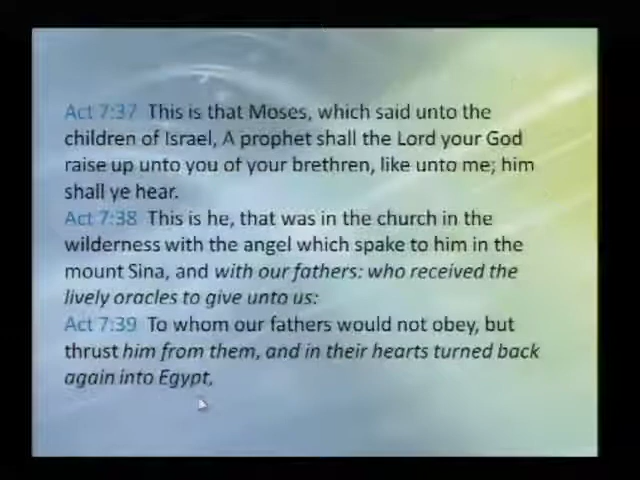 Act 7:37 This is that Moses, which said unto the
children of Israel, A prophet shall the Lord your God
raise up unto you of your brethren, like unto me; him
shall ye hear.
Act 7:38 This is he, that was in the church in the
wilderness with the angel which spake to him in the
mount Sina, and with our fathers: who received the
lively oracles to give unto us:
Act 7:39 To whom our fathers would not obey, but
thrust him from them, and in their hearts turned back
again into Egypt,